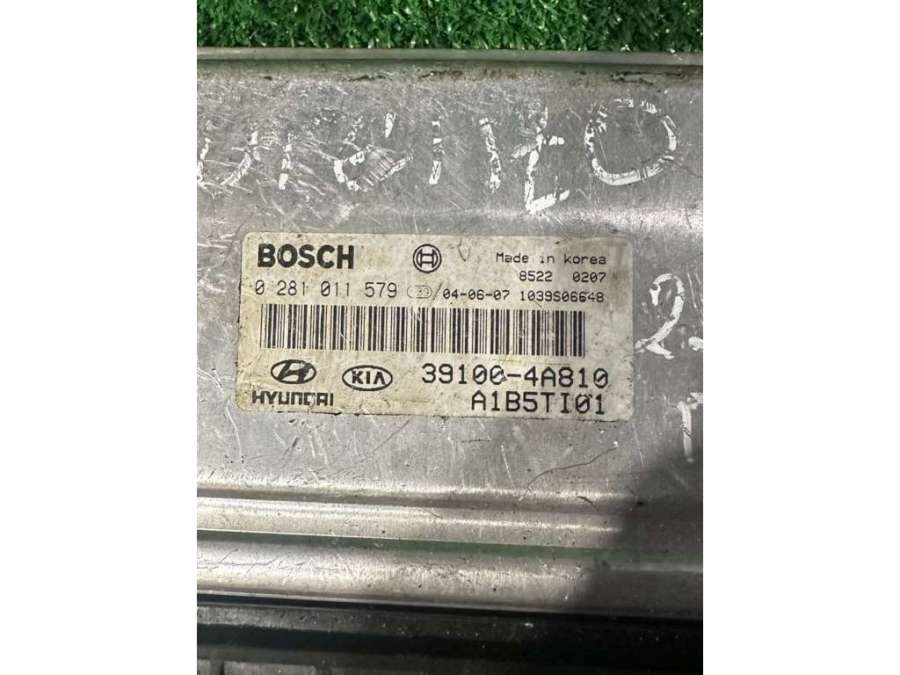 BOSCH
Made in Korea
8522 0207
0 281 011 579 /04-06-07 1039S06648
HYUNDAI KIA 39100-4A810
A1B5TI01